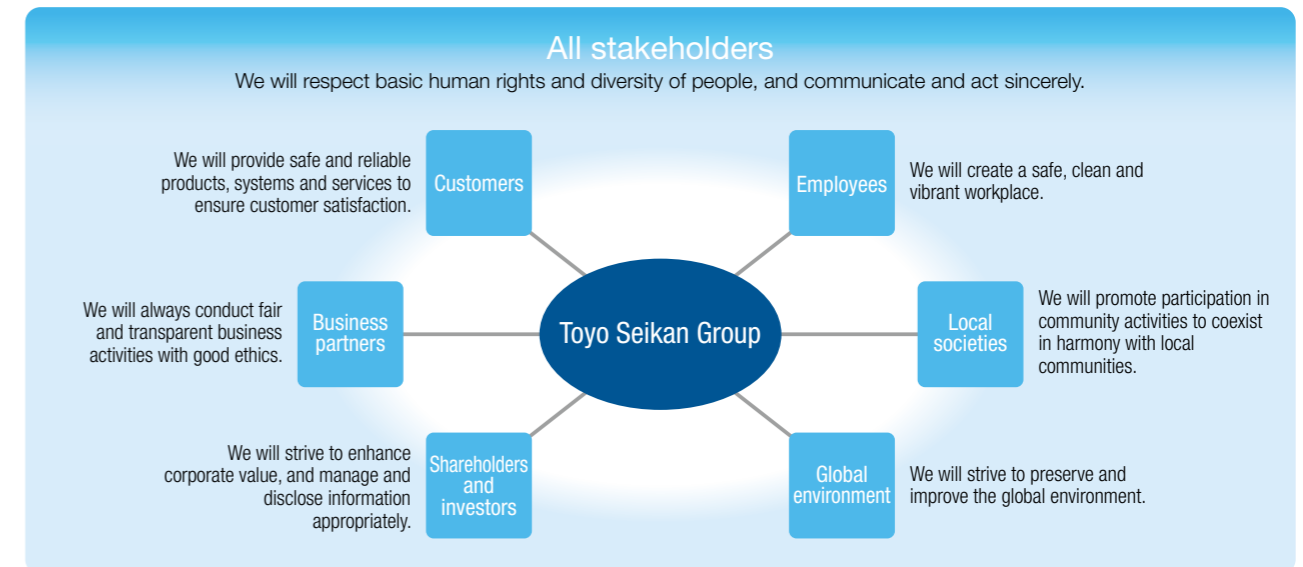 All stakeholders
We will respect basic human rights and diversity of people, and communicate and act sincerely.
We will provide safe and reliable
products, systems and services to
ensure customer satisfaction.
Customers
Employees
We will create a safe, clean and
vibrant workplace.
We will always conduct fair
and transparent business
activities with good ethics.
Business
partners
Toyo Seikan Group
Local
societies
We will promote participation in
community activities to coexist
in harmony with local
communities.
We will strive to enhance
corporate value, and manage and
disclose information
appropriately.
Shareholders
and
investors
Global
environment
We will strive to preserve and
improve the global environment.